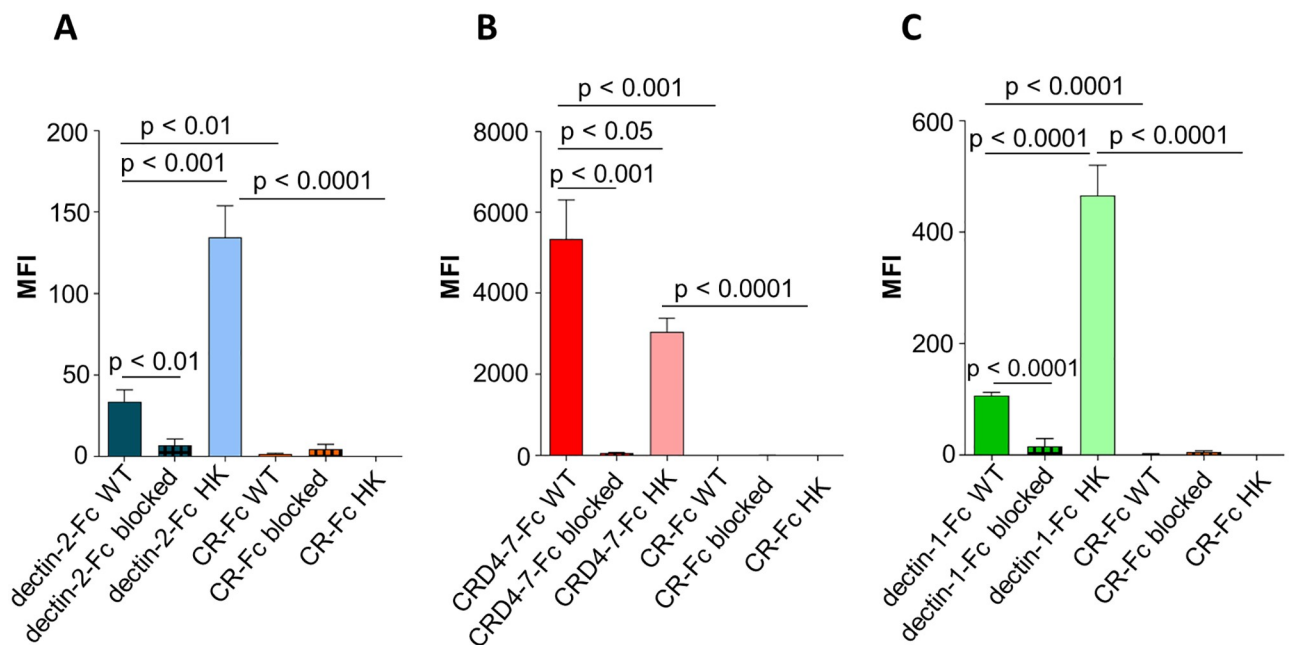 A
p < 0.01
p < 0.001
p < 0.0001
p < 0.01
MFI
200
150
100
50
0
dectin-2-Fc WT
dectin-2-Fc blocked
dectin-2-Fc HK
CR-Fc WT
CR-Fc blocked
CR-Fc HK
B
p < 0.001
p < 0.05
p < 0.001
p < 0.0001
MFI
8000
6000
4000
2000
0
CRD4-7-Fc WT
CRD4-7-Fc blocked
CRD4-7-Fc HK
CR-Fc WT
CR-Fc blocked
CR-Fc HK
C
p < 0.0001
p < 0.0001
p < 0.0001
p < 0.0001
MFI
600
400
200
0
dectin-1-Fc WT
dectin-1-Fc blocked
dectin-1-Fc HK
CR-Fc WT
CR-Fc blocked
CR-Fc HK